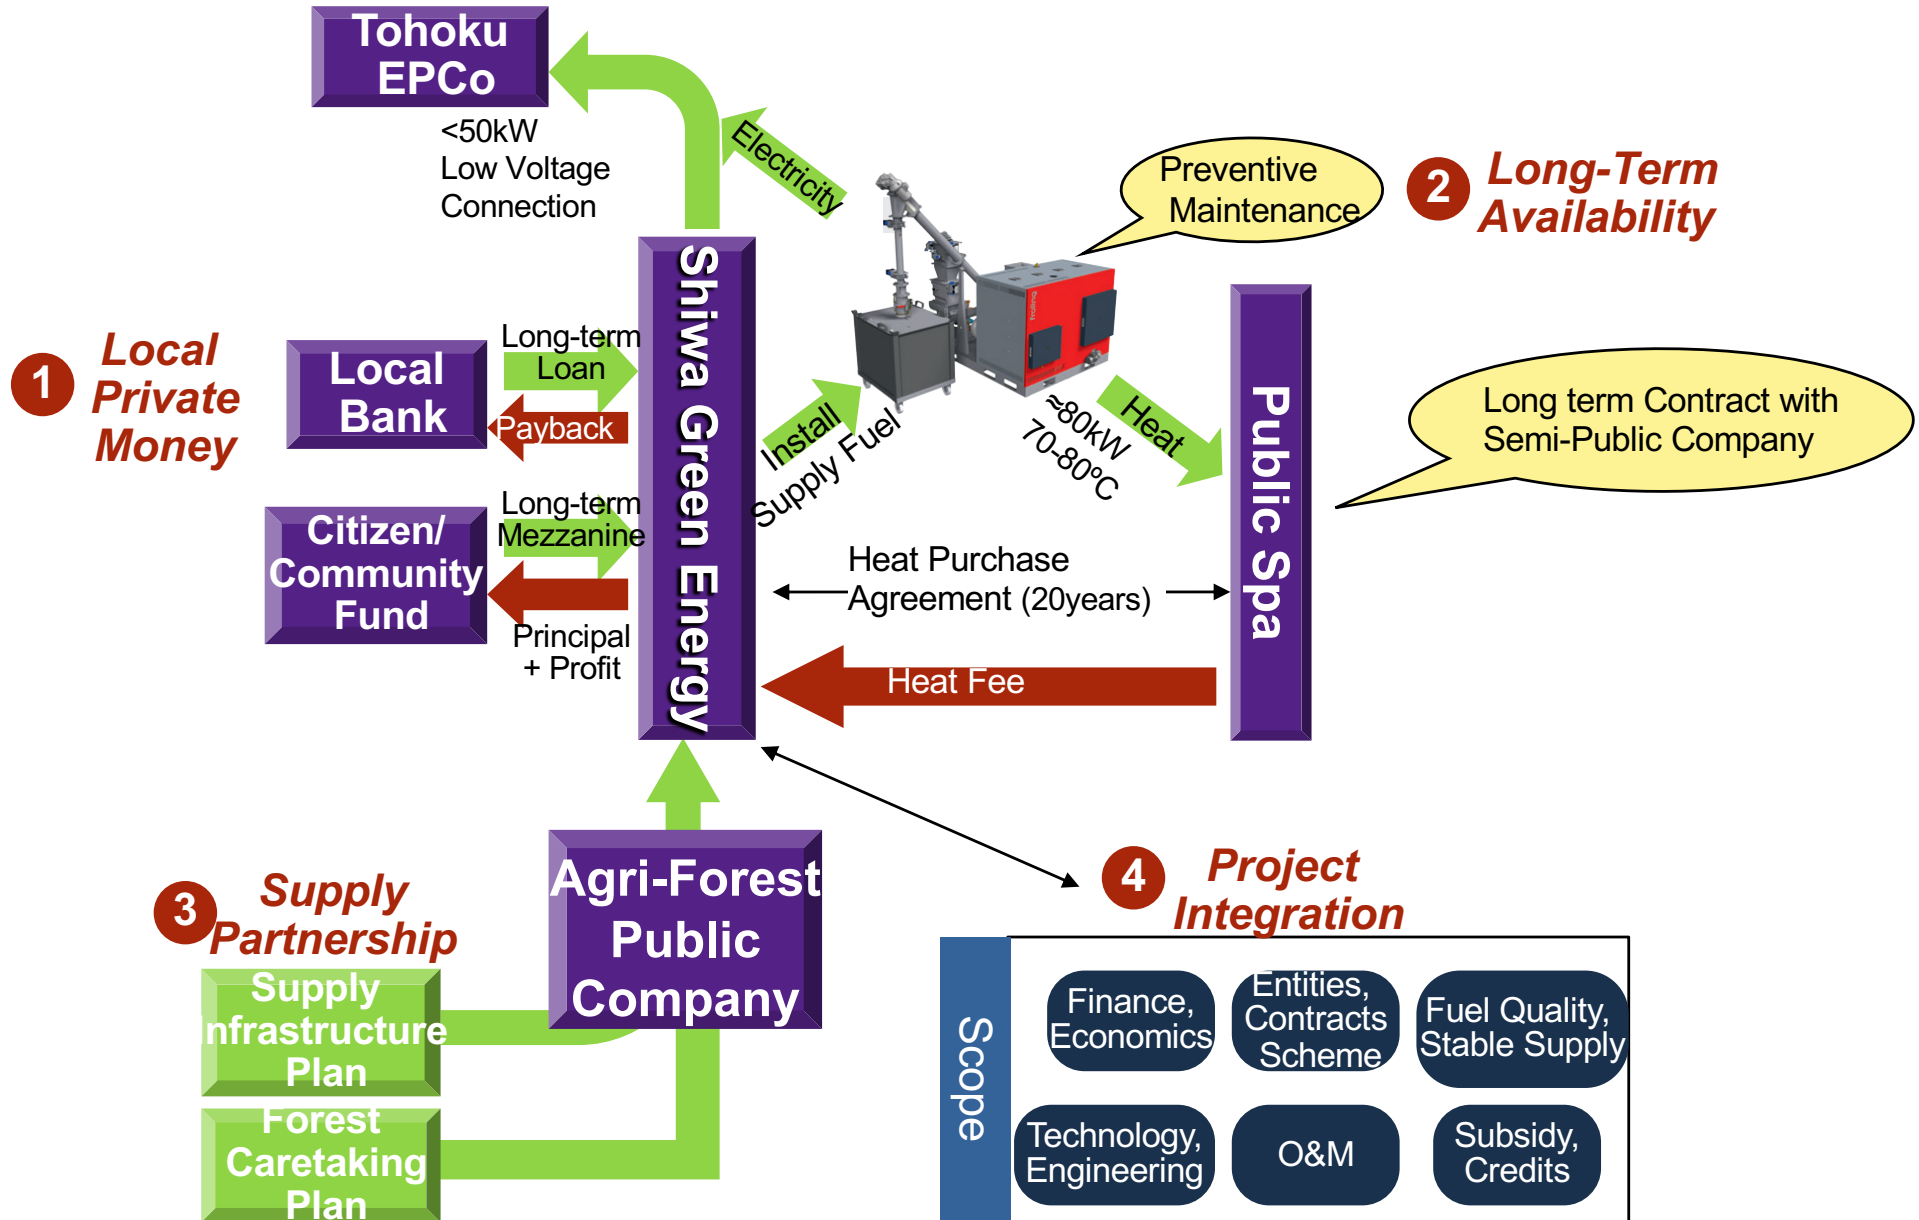 Tohoku
EPCo
<50kW
Low Voltage
Connection
Electricity
Preventive
Maintenance
2
Long-Term
Availability
1
Local
Private
Money
Local
Bank
Long-term
Loan
Payback
Citizen/
Community
Fund
Long-term
Mezzanine
Principal
+ Profit
Shiwa Green Energy
Install
Supply Fuel
froling
≈80kW
70-80ºC
Heat
Public Spa
Long term Contract with
Semi-Public Company
Heat Purchase
Agreement (20years)
Heat Fee
3
Supply
Partnership
Supply
Infrastructure
Plan
Forest
Caretaking
Plan
Agri-Forest
Public
Company
4
Project
Integration
Scope
Finance,
Economics
Entities,
Contracts
Scheme
Fuel Quality,
Stable Supply
Technology,
Engineering
O&M
Subsidy,
Credits